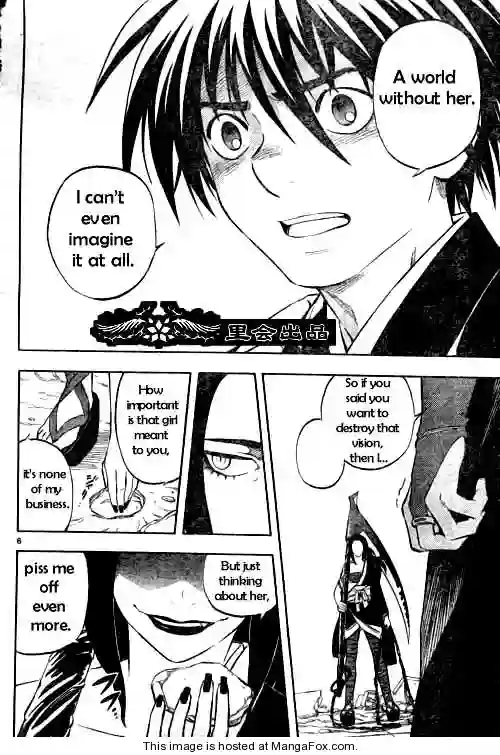 A world
without her.
I can't
even
imagine
it at all.
里会出品
So if you
said you
want to
destroy that
vision,
then I...
How
important
is that girl
meant
to you,
it's none
of my
business.
But just
thinking
about her,
piss me
off
even
more.
6
This image is hosted at MangaFox.com